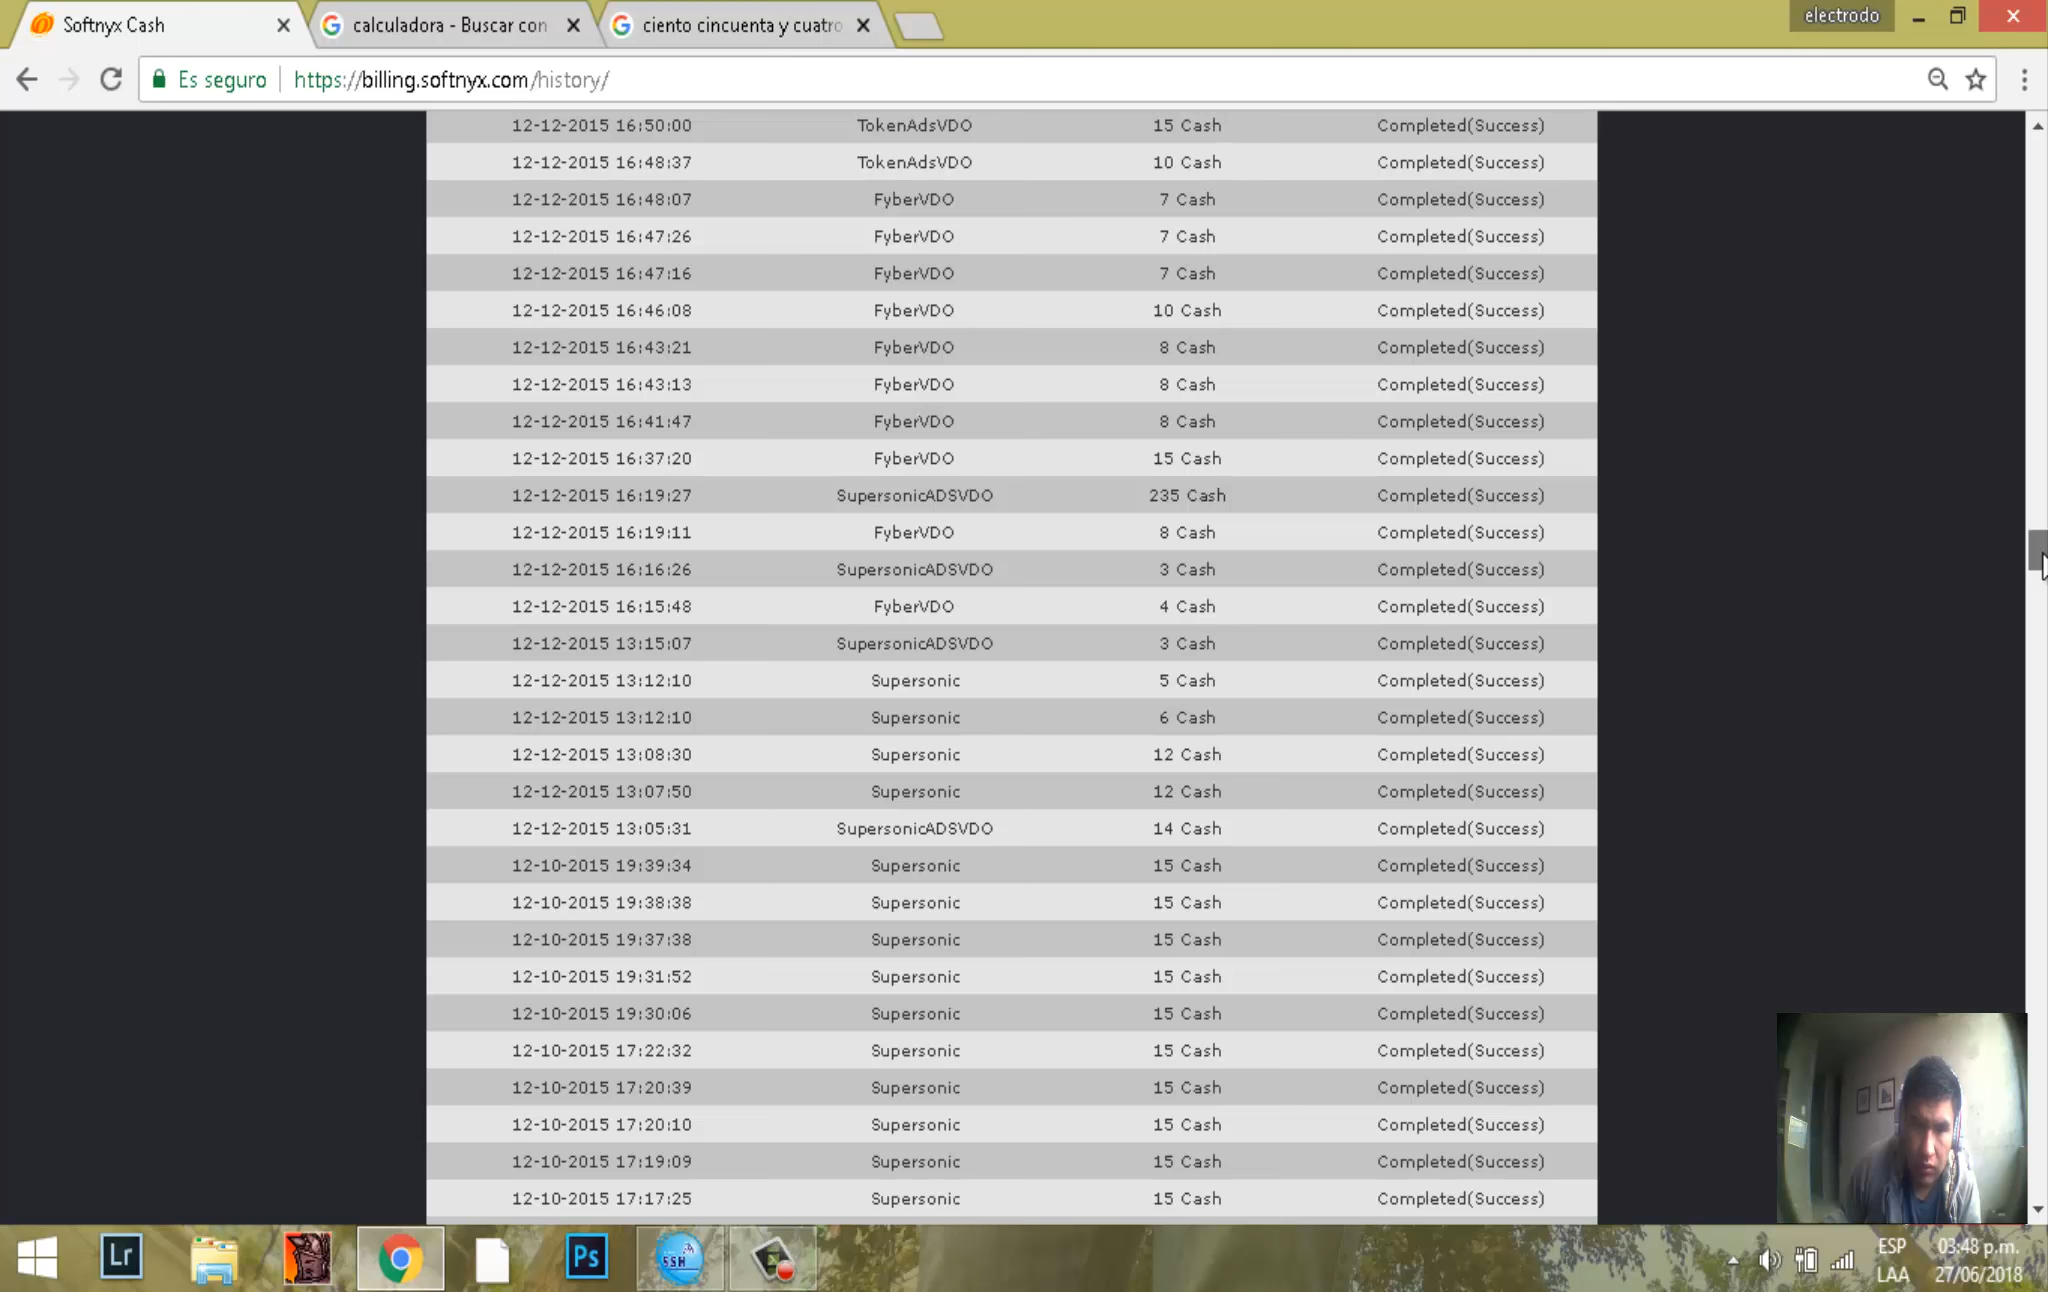 Softnyx Cash
calculadora - Buscar con
ciento cincuenta y cuatro
electrodo
Es seguro
https://billing.softnyx.com/history/
12-12-2015 16:50:00 TokenAdsVDO 15 Cash Completed(Success)
12-12-2015 16:48:37 TokenAdsVDO 10 Cash Completed(Success)
12-12-2015 16:48:07 FyberVDO 7 Cash Completed(Success)
12-12-2015 16:47:26 FyberVDO 7 Cash Completed(Success)
12-12-2015 16:47:16 FyberVDO 7 Cash Completed(Success)
12-12-2015 16:46:08 FyberVDO 10 Cash Completed(Success)
12-12-2015 16:43:21 FyberVDO 8 Cash Completed(Success)
12-12-2015 16:43:13 FyberVDO 8 Cash Completed(Success)
12-12-2015 16:41:47 FyberVDO 8 Cash Completed(Success)
12-12-2015 16:37:20 FyberVDO 15 Cash Completed(Success)
12-12-2015 16:19:27 SupersonicADSVDO 235 Cash Completed(Success)
12-12-2015 16:19:11 FyberVDO 8 Cash Completed(Success)
12-12-2015 16:16:26 SupersonicADSVDO 3 Cash Completed(Success)
12-12-2015 16:15:48 FyberVDO 4 Cash Completed(Success)
12-12-2015 13:15:07 SupersonicADSVDO 3 Cash Completed(Success)
12-12-2015 13:12:10 Supersonic 5 Cash Completed(Success)
12-12-2015 13:12:10 Supersonic 6 Cash Completed(Success)
12-12-2015 13:08:30 Supersonic 12 Cash Completed(Success)
12-12-2015 13:07:50 Supersonic 12 Cash Completed(Success)
12-12-2015 13:05:31 SupersonicADSVDO 14 Cash Completed(Success)
12-10-2015 19:39:34 Supersonic 15 Cash Completed(Success)
12-10-2015 19:38:38 Supersonic 15 Cash Completed(Success)
12-10-2015 19:37:38 Supersonic 15 Cash Completed(Success)
12-10-2015 19:31:52 Supersonic 15 Cash Completed(Success)
12-10-2015 19:30:06 Supersonic 15 Cash Completed(Success)
12-10-2015 17:22:32 Supersonic 15 Cash Completed(Success)
12-10-2015 17:20:39 Supersonic 15 Cash Completed(Success)
12-10-2015 17:20:10 Supersonic 15 Cash Completed(Success)
12-10-2015 17:19:09 Supersonic 15 Cash Completed(Success)
12-10-2015 17:17:25 Supersonic 15 Cash Completed(Success)
Lr
Ps
SSH
ESP 03:48 p.m.
LAA 27/06/2018